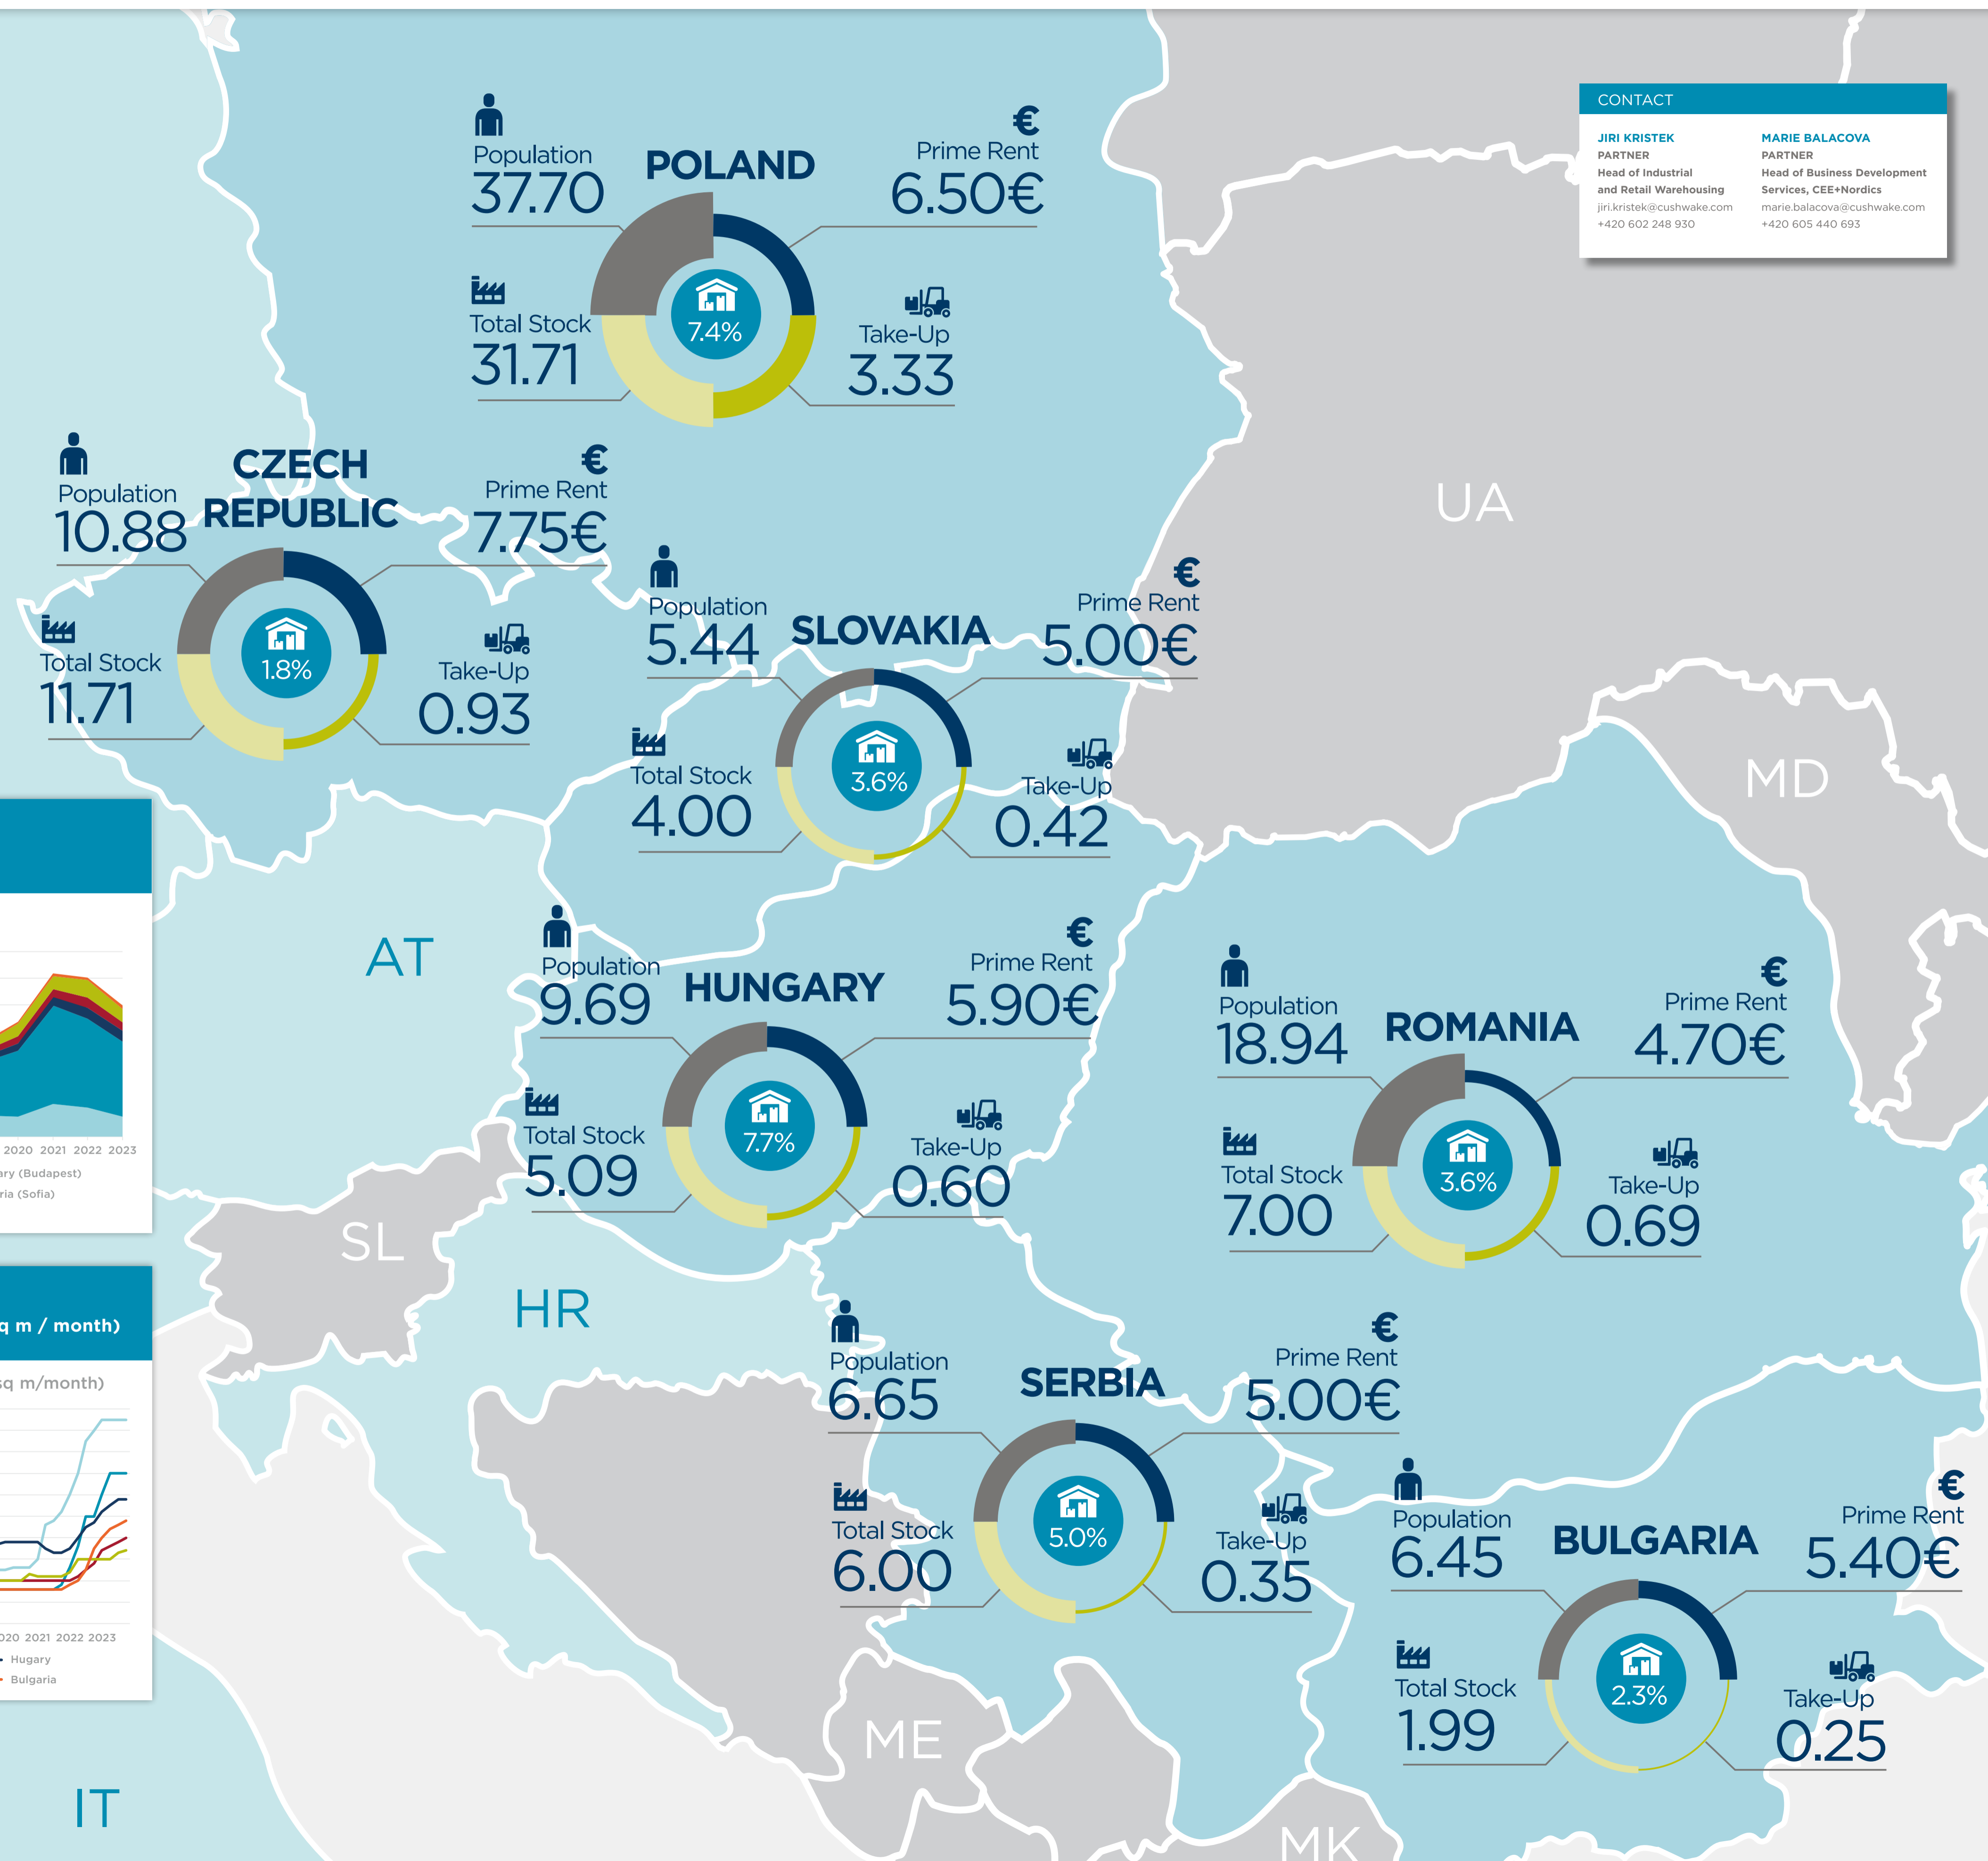 CONTACT
JIRI KRISTEK
PARTNER
Head of Industrial
and Retail Warehousing
jiri.kristek@cushwake.com
+420 602 248 930
MARIE BALACOVA
PARTNER
Head of Business Development
Services, CEE+Nordics
marie.balacova@cushwake.com
+420 605 440 693
POLAND
Population
37.70
€
Prime Rent
6.50€
Total Stock
31.71
7.4%
Take-Up
3.33
CZECH
REPUBLIC
Population
10.88
€
Prime Rent
7.75€
Total Stock
11.71
1.8%
Take-Up
0.93
SLOVAKIA
Population
5.44
€
Prime Rent
5.00€
Total Stock
4.00
3.6%
Take-Up
0.42
HUNGARY
Population
9.69
€
Prime Rent
5.90€
Total Stock
5.09
7.7%
Take-Up
0.60
ROMANIA
Population
18.94
€
Prime Rent
4.70€
Total Stock
7.00
3.6%
Take-Up
0.69
SERBIA
Population
6.65
€
Prime Rent
5.00€
Total Stock
6.00
5.0%
Take-Up
0.35
BULGARIA
Population
6.45
€
Prime Rent
5.40€
Total Stock
1.99
2.3%
Take-Up
0.25
UA
MD
AT
SL
HR
ME
MK
IT
2020 2021 2022 2023
ary (Budapest)
ria (Sofia)
q m / month)
sq m/month)
020 2021 2022 2023
Hugary
Bulgaria